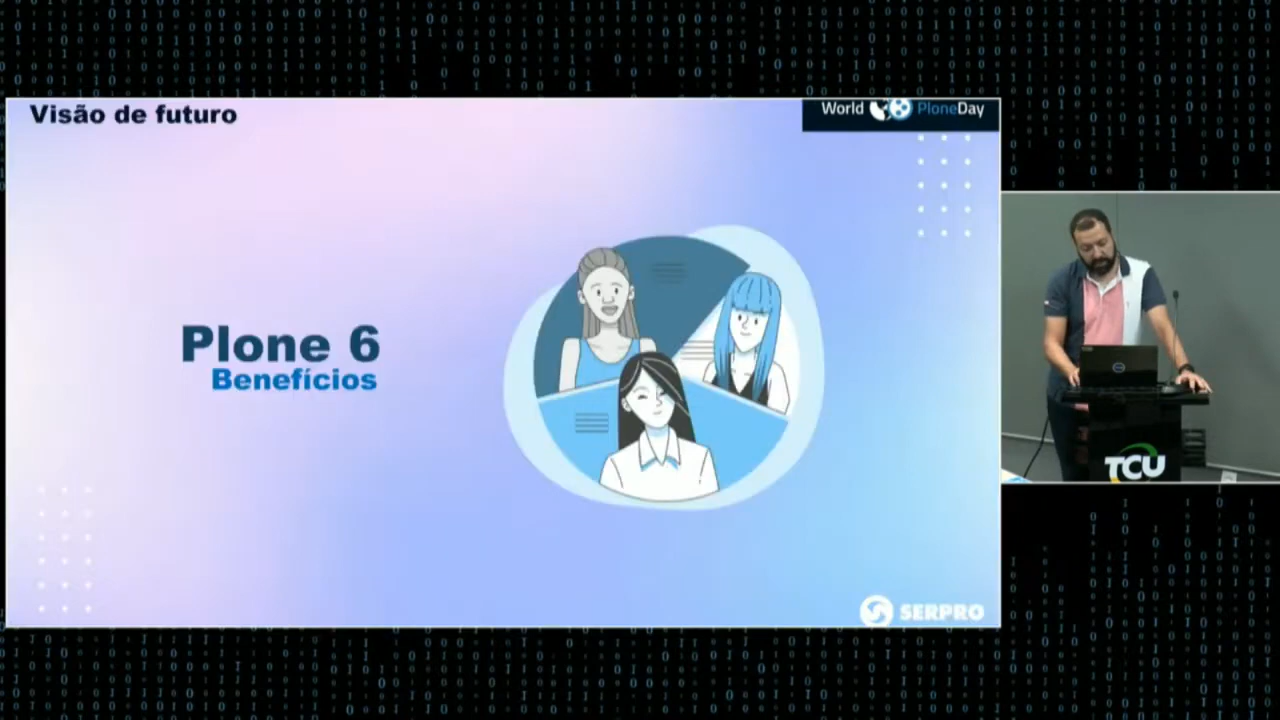 Visão de futuro
World PloneDay
Plone 6
Benefícios
SERPRO
TCU